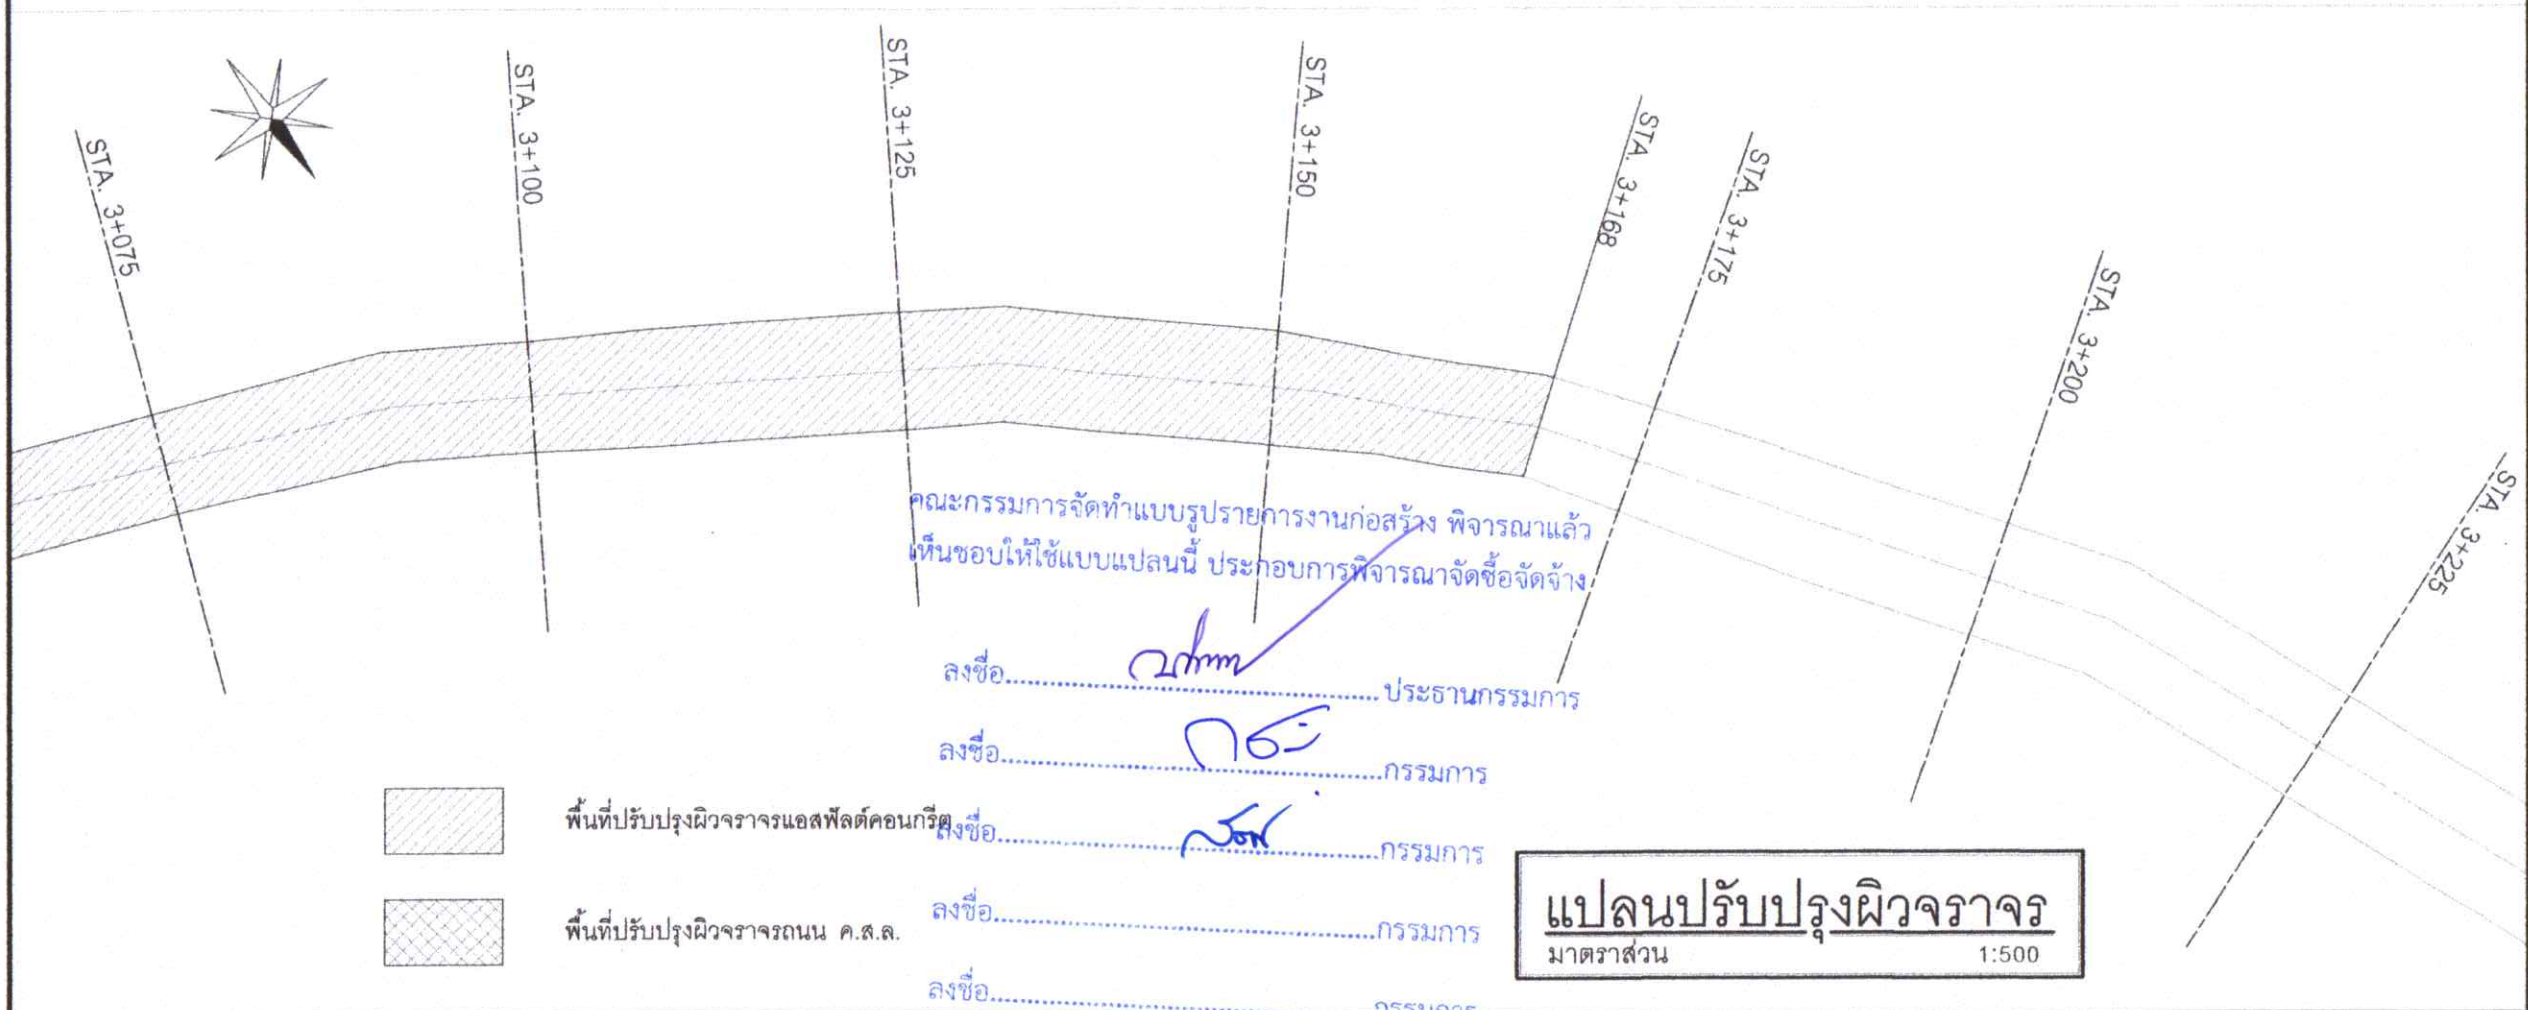 STA. 3+075
STA. 3+100
STA. 3+125
STA. 3+150
STA. 3+168
STA. 3+175
STA. 3+200
STA. 3+225
คณะกรรมการจัดทำแบบรูปรายการงานก่อสร้าง พิจารณาแล้ว
เห็นชอบให้ใช้แบบแปลนนี้ ประกอบการพิจารณาจัดซื้อจัดจ้าง
ลงชื่อ.................... ประธานกรรมการ
ลงชื่อ....................กรรมการ
ลงชื่อ....................กรรมการ
ลงชื่อ....................กรรมการ
ลงชื่อ....................กรรมการ
พื้นที่ปรับปรุงผิวจราจรแอสฟัลต์คอนกรีต
พื้นที่ปรับปรุงผิวจราจรถนน ค.ส.ล.
แปลนปรับปรุงผิวจราจร
มาตราส่วน 1:500